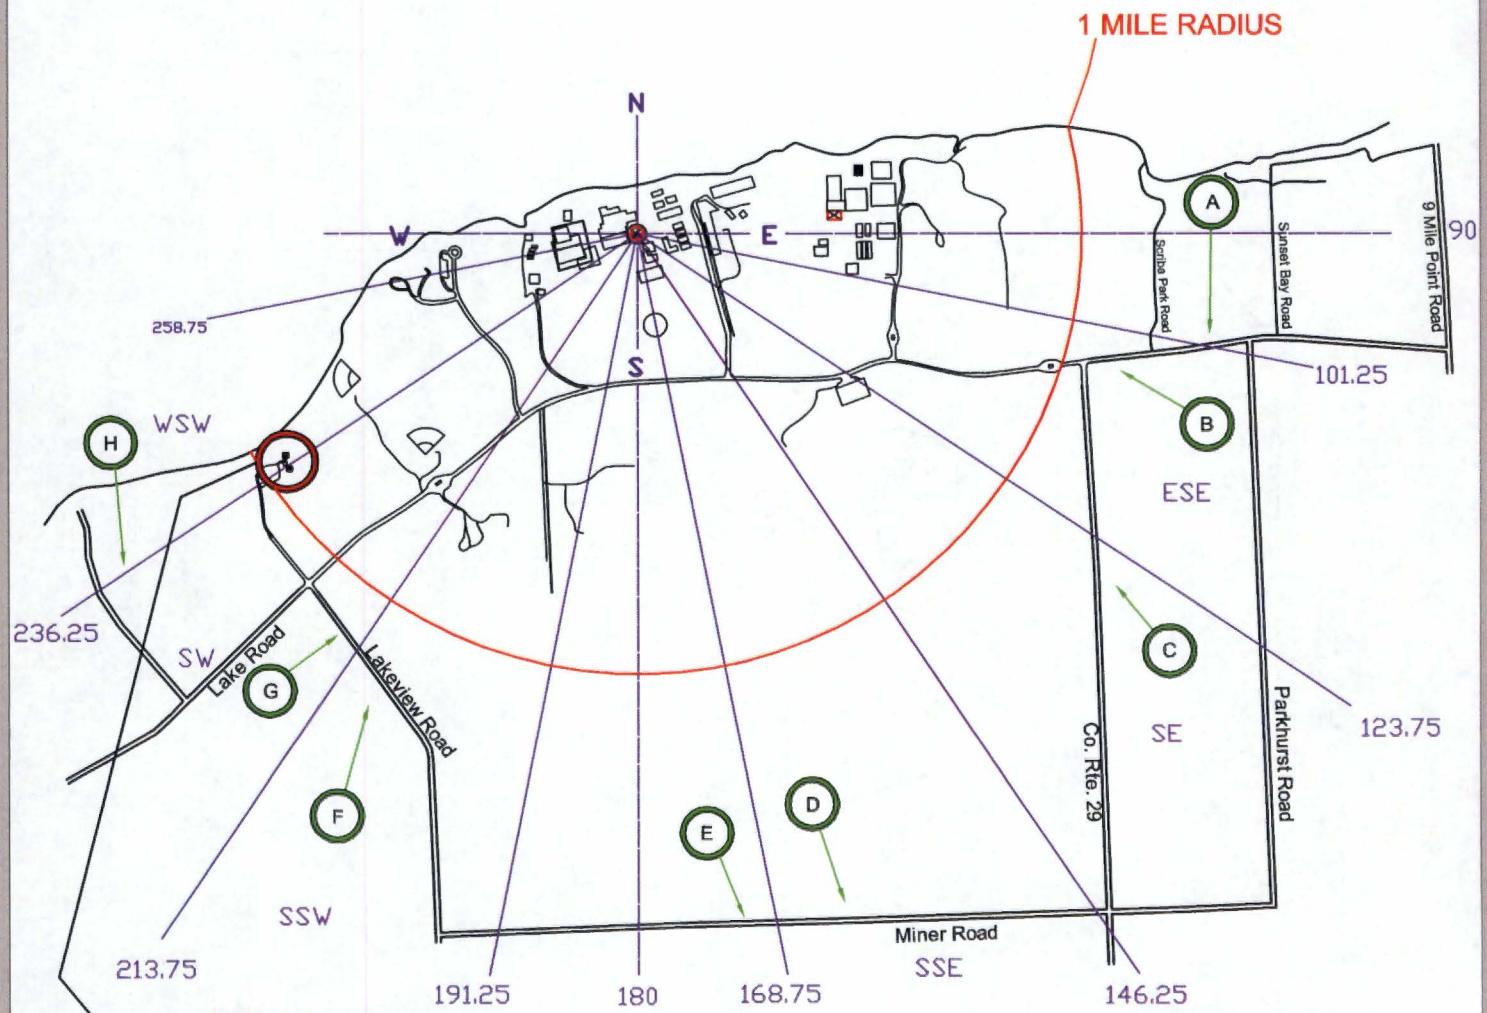 1 MILE RADIUS
N
W
E
90
A
Scriba Park Road
Sunset Bay Road
9 Mile Point Road
258.75
S
101.25
WSW
H
B
ESE
236.25
SW
Lake Road
G
Lakeview Road
C
SE
123.75
Co. Rte. 29
Parkhurst Road
F
E
D
SSW
Miner Road
SSE
213.75
191.25
180
168.75
146.25